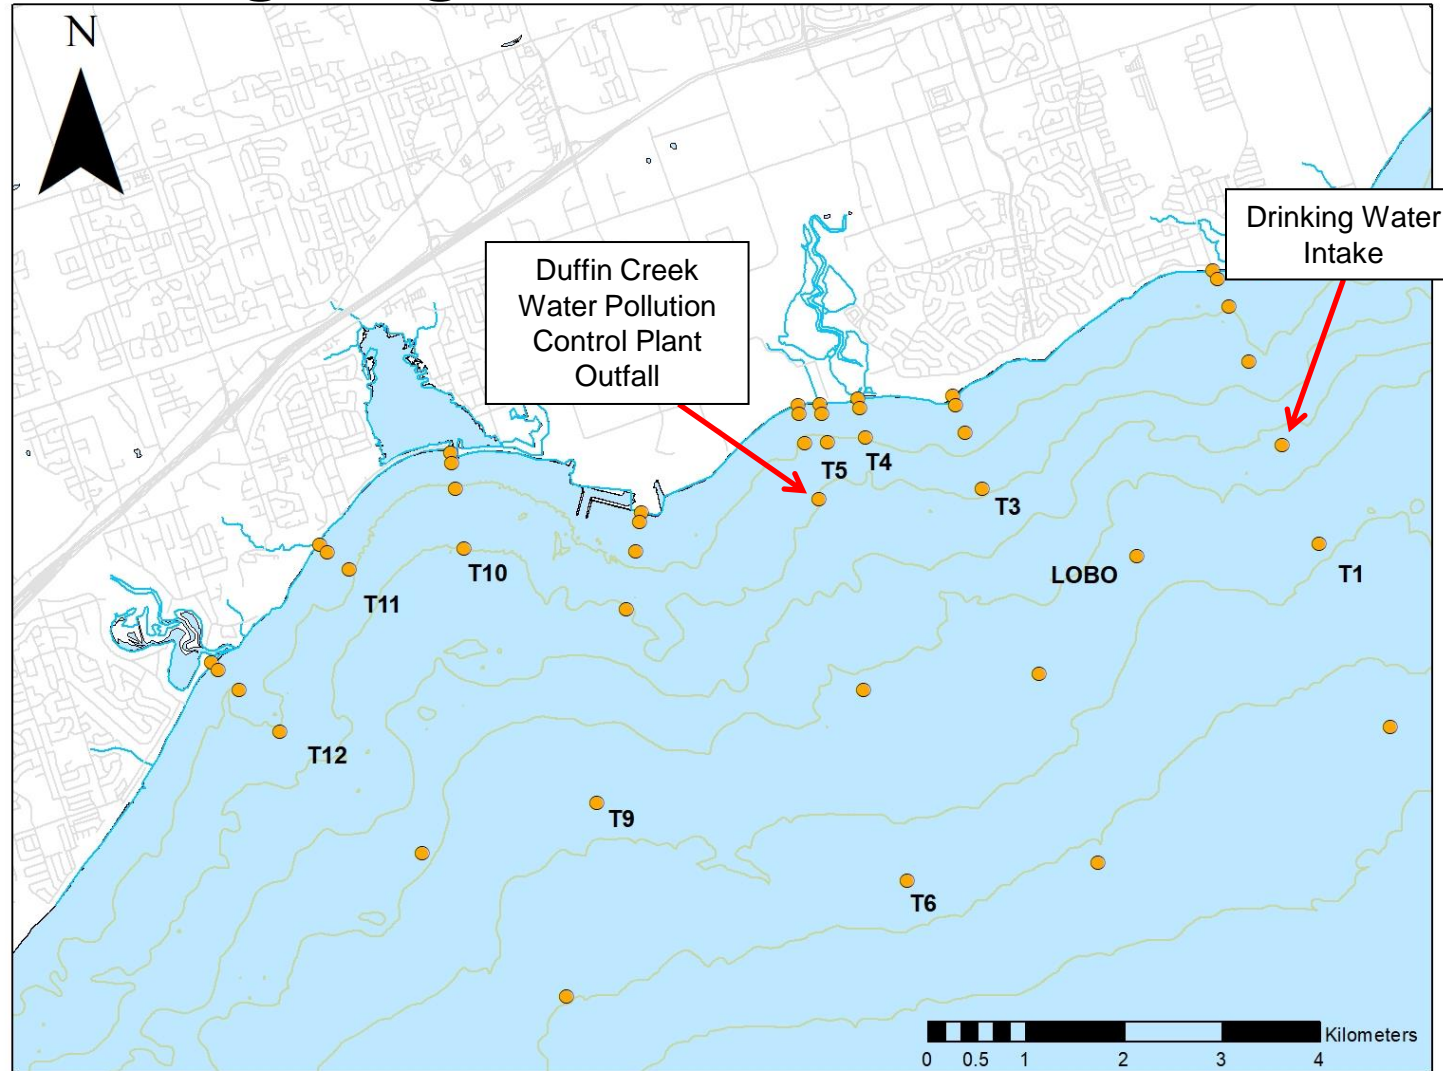 N
Drinking Water
Intake
Duffin Creek
Water Pollution
Control Plant
Outfall
T5
T4
T3
T10
LOBO
T1
T11
T12
T9
T6
Kilometers
0 0.5 1 2 3 4